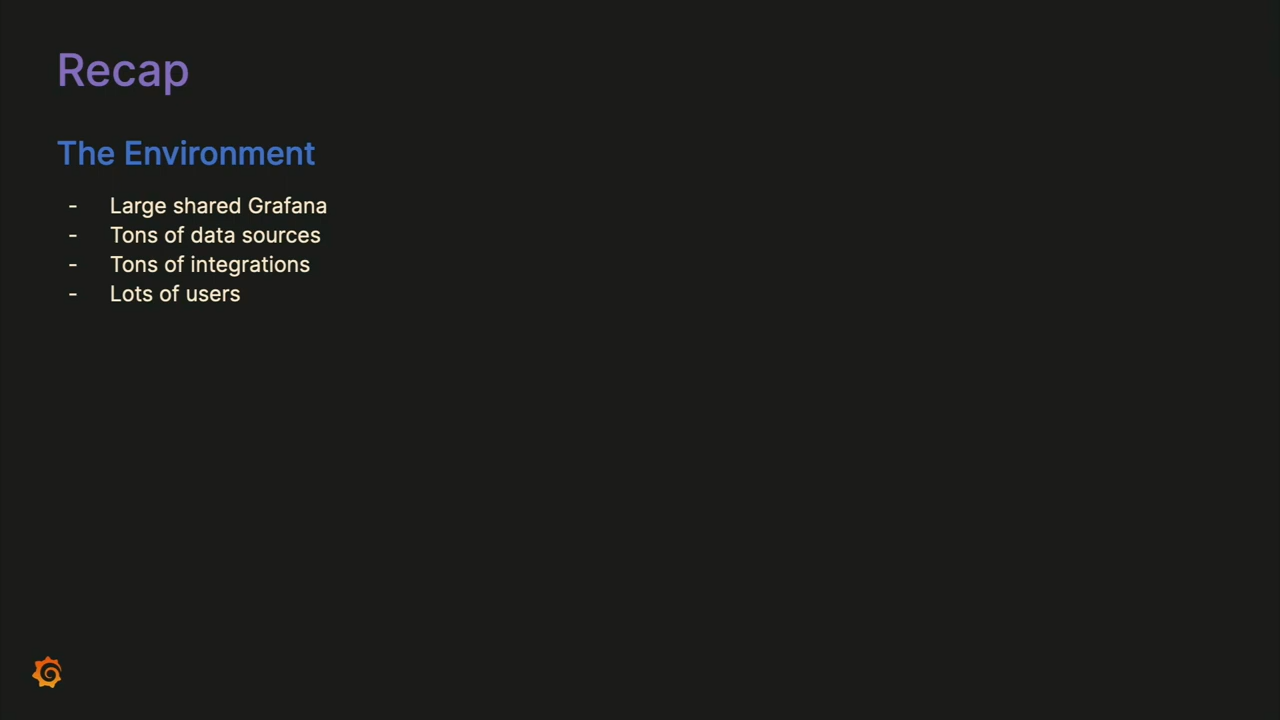 Recap
The Environment
- Large shared Grafana
- Tons of data sources
- Tons of integrations
- Lots of users